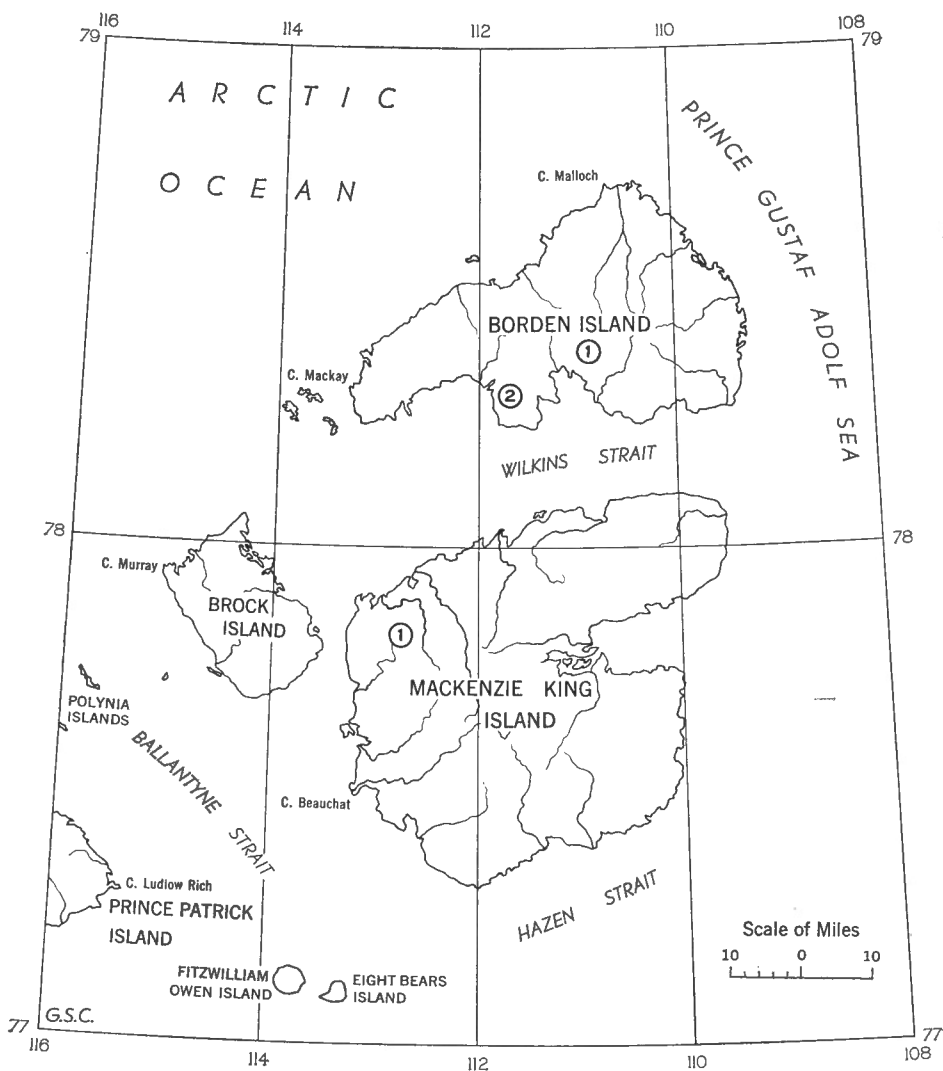 116
114
112
110
108
79
79
ARCTIC
OCEAN
PRINCE GUSTAF ADOLF SEA
C. Malloch
BORDEN ISLAND
1
C. Mackay
2
WILKINS STRAIT
78
78
C. Murray
BROCK
ISLAND
1
MACKENZIE KING
ISLAND
POLYNIA
ISLANDS
BALLANTYNE STRAIT
C. Beauchat
C. Ludlow Rich
PRINCE PATRICK
ISLAND
HAZEN STRAIT
Scale of Miles
10 0 10
FITZWILLIAM
OWEN ISLAND
EIGHT BEARS
ISLAND
G.S.C.
77
77
116
114
112
110
108